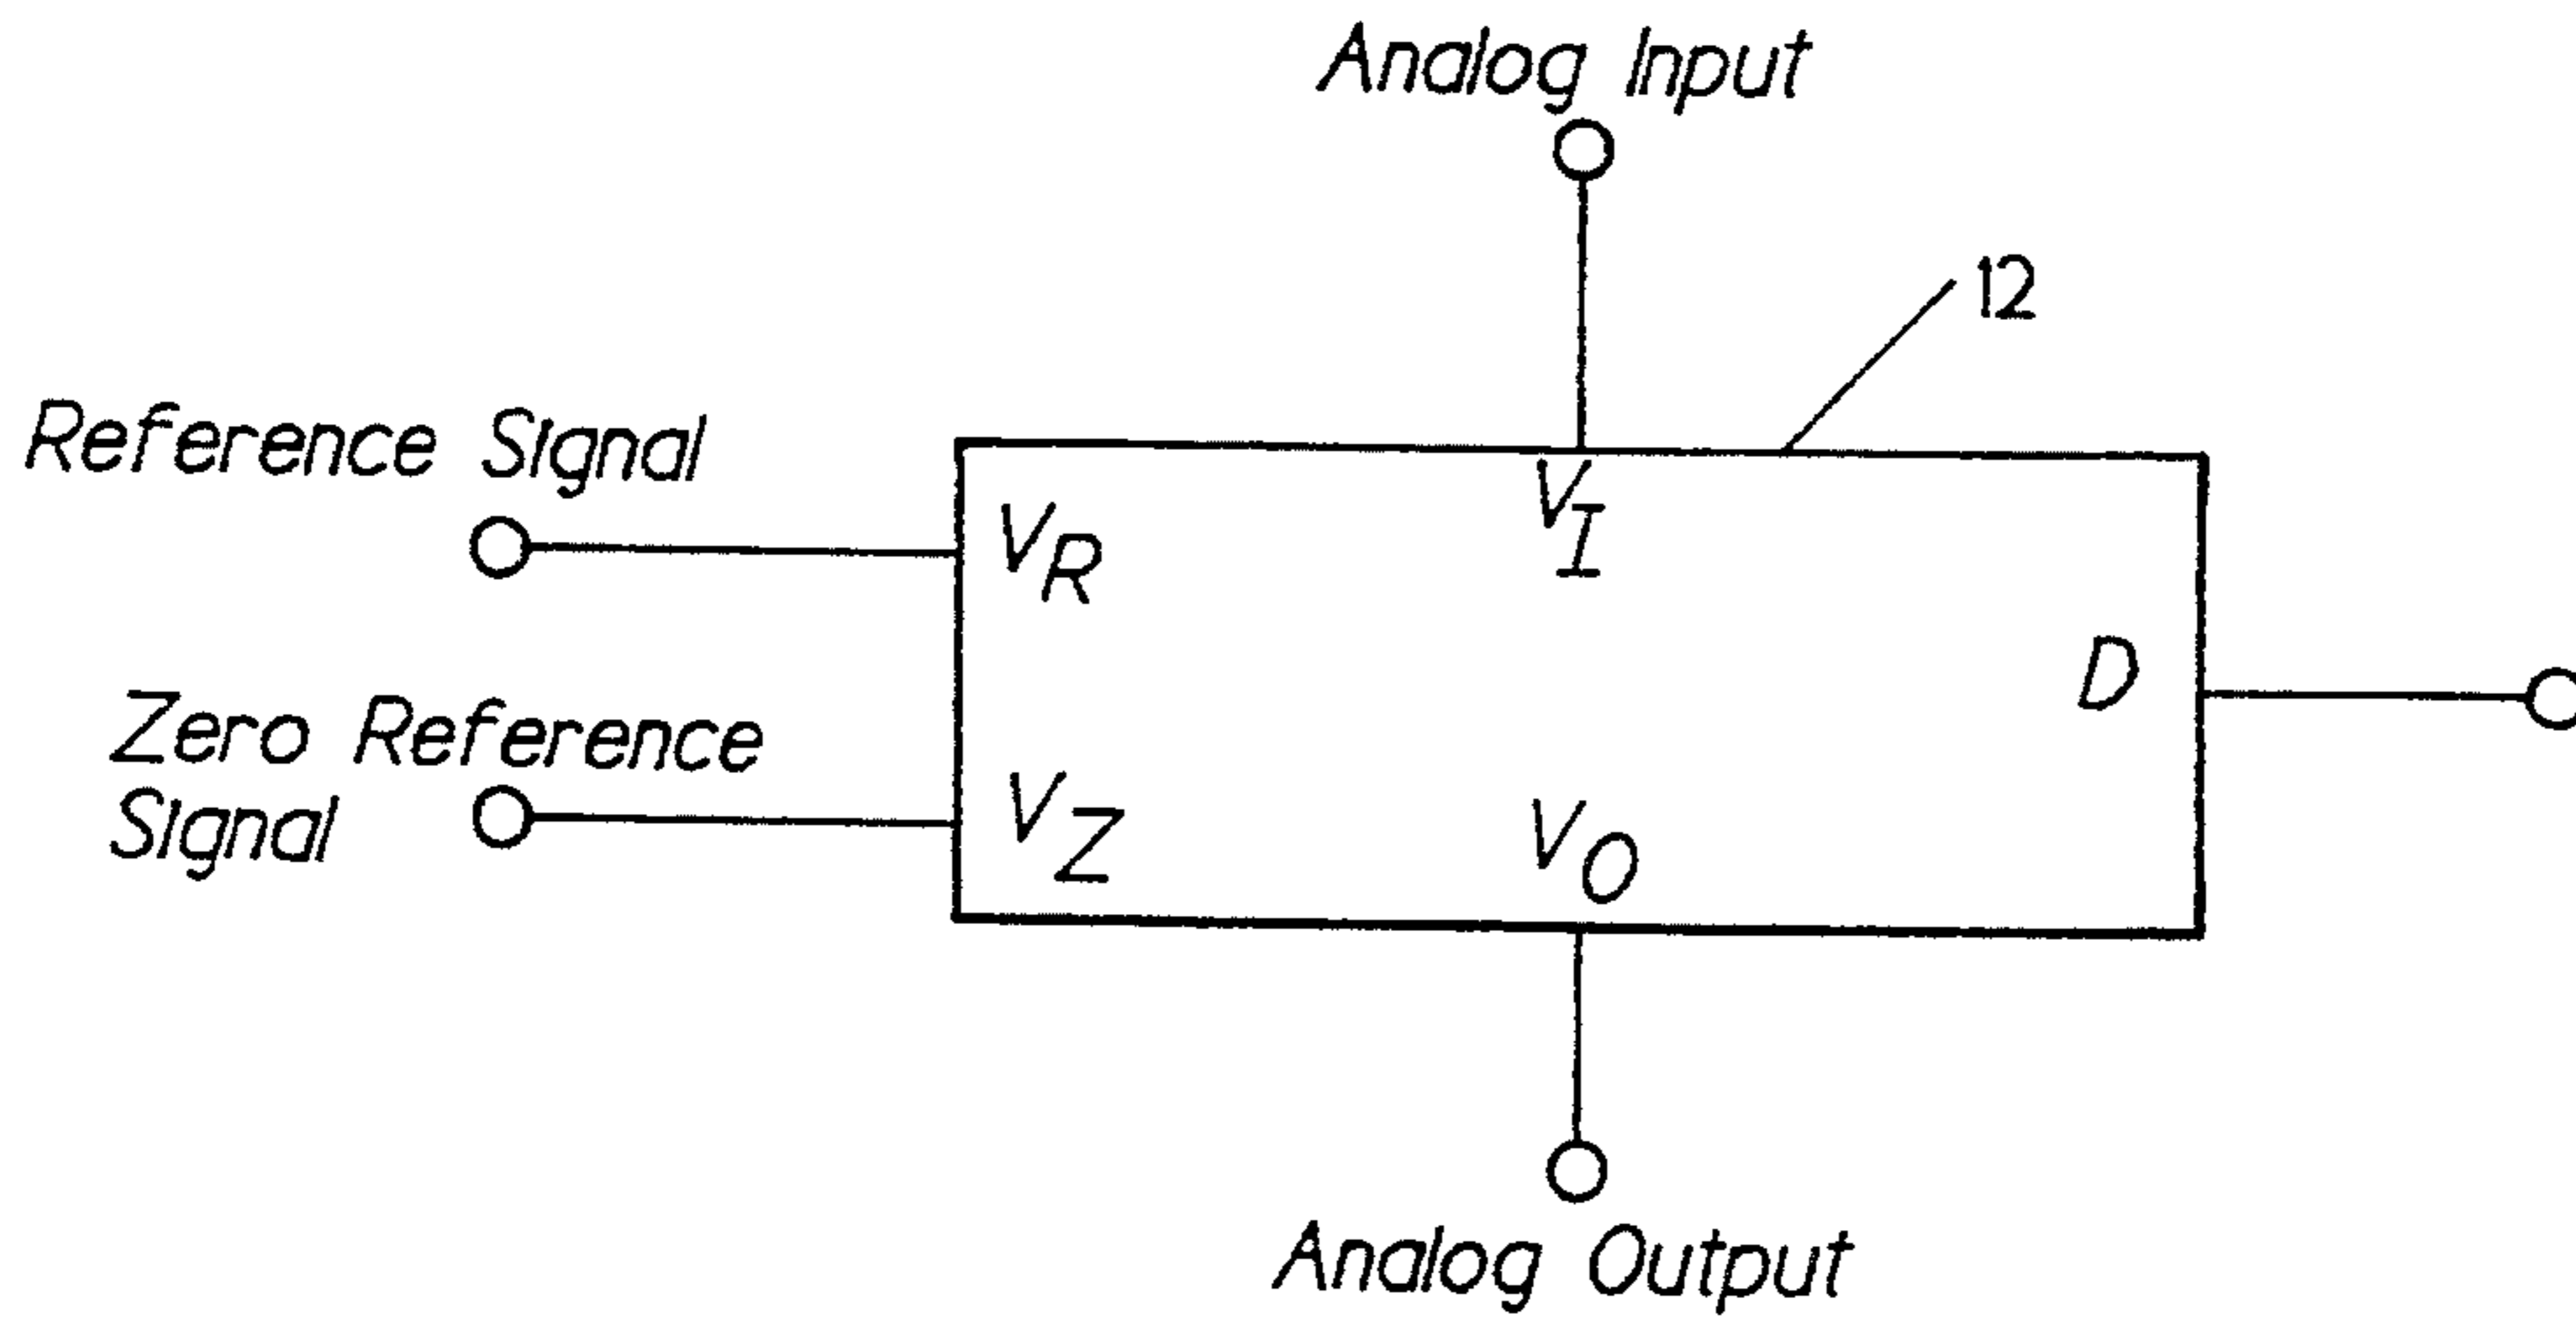 Analog Input
12
Reference Signal
V_I
V_R
D
Zero Reference
Signal
V_Z
V_O
Analog Output